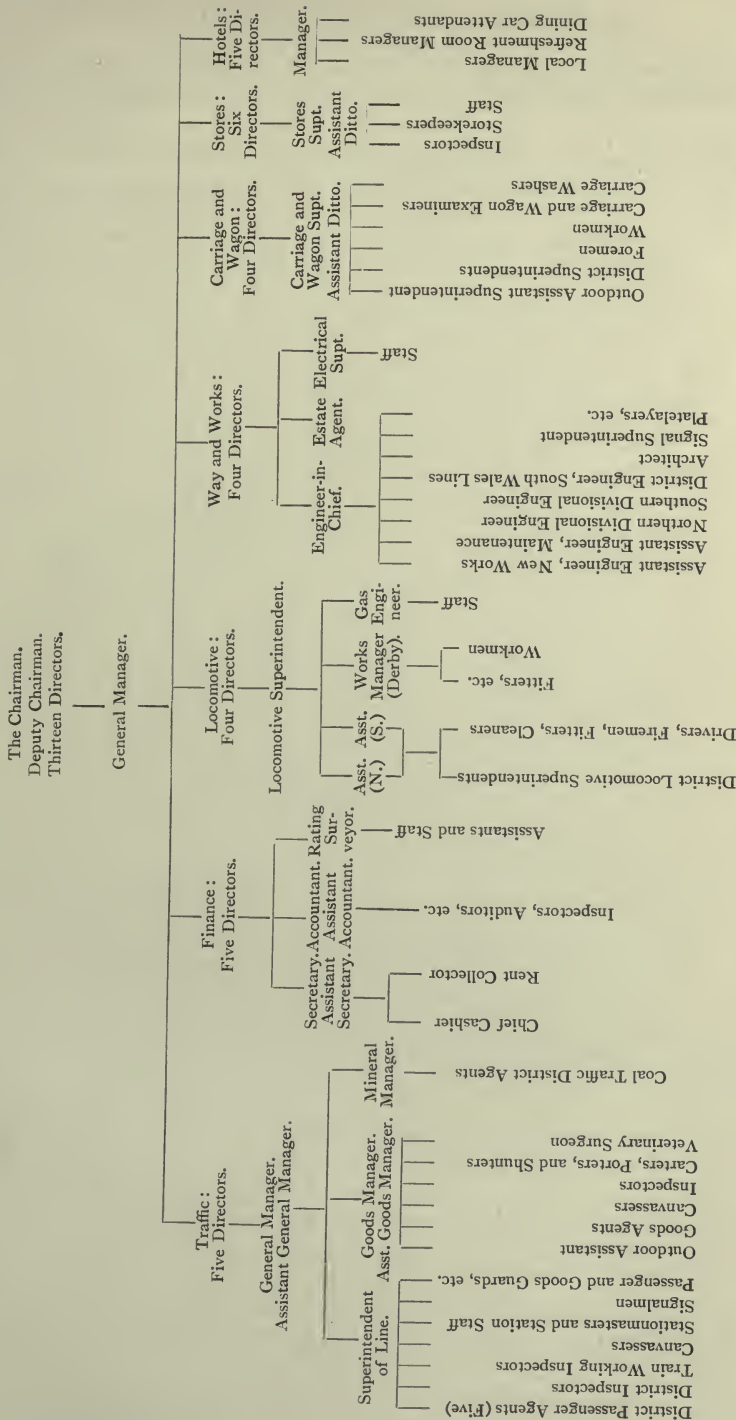 The Chairman.
Deputy Chairman.
Thirteen Directors.
General Manager.
Traffic :
Five Directors.
General Manager.
Assistant General Manager.
Superintendent
of Line.
District Passenger Agents (Five)
District Inspectors
Train Working Inspectors
Canvassers
Stationmasters and Station Staff
Signalmen
Passenger and Goods Guards, etc.
Goods Manager.
Asst. Goods Manager.
Outdoor Assistant
Goods Agents
Canvassers
Inspectors
Carters, Porters, and Shunters
Veterinary Surgeon
Mineral
Manager.
Coal Traffic District Agents
Finance :
Five Directors.
Secretary.
Assistant
Secretary.
Chief Cashier
Rent Collector
Accountant.
Assistant
Accountant.
Inspectors, Auditors, etc.
Rating
Sur-
veyor.
Assistants and Staff
Locomotive :
Four Directors.
Locomotive Superintendent.
Asst.
(N.)
Asst.
(S.)
District Locomotive Superintendents
Drivers, Firemen, Fitters, Cleaners
Works
Manager
(Derby).
Fitters, etc.
Workmen
Gas
Engi-
neer.
Staff
Way and Works :
Four Directors.
Engineer-in-
Chief.
Assistant Engineer, New Works
Assistant Engineer, Maintenance
Northern Divisional Engineer
Southern Divisional Engineer
District Engineer, South Wales Lines
Architect
Signal Superintendent
Platelayers, etc.
Estate
Agent.
Electrical
Supt.
Staff
Carriage and
Wagon :
Four Directors.
Carriage and
Wagon Supt.
Assistant Ditto.
Outdoor Assistant Superintendent
District Superintendents
Foremen
Workmen
Carriage and Wagon Examiners
Carriage Washers
Stores :
Six
Directors.
Stores
Supt.
Assistant
Ditto.
Inspectors
Storekeepers
Staff
Hotels :
Five Di-
rectors.
Manager.
Local Managers
Refreshment Room Managers
Dining Car Attendants